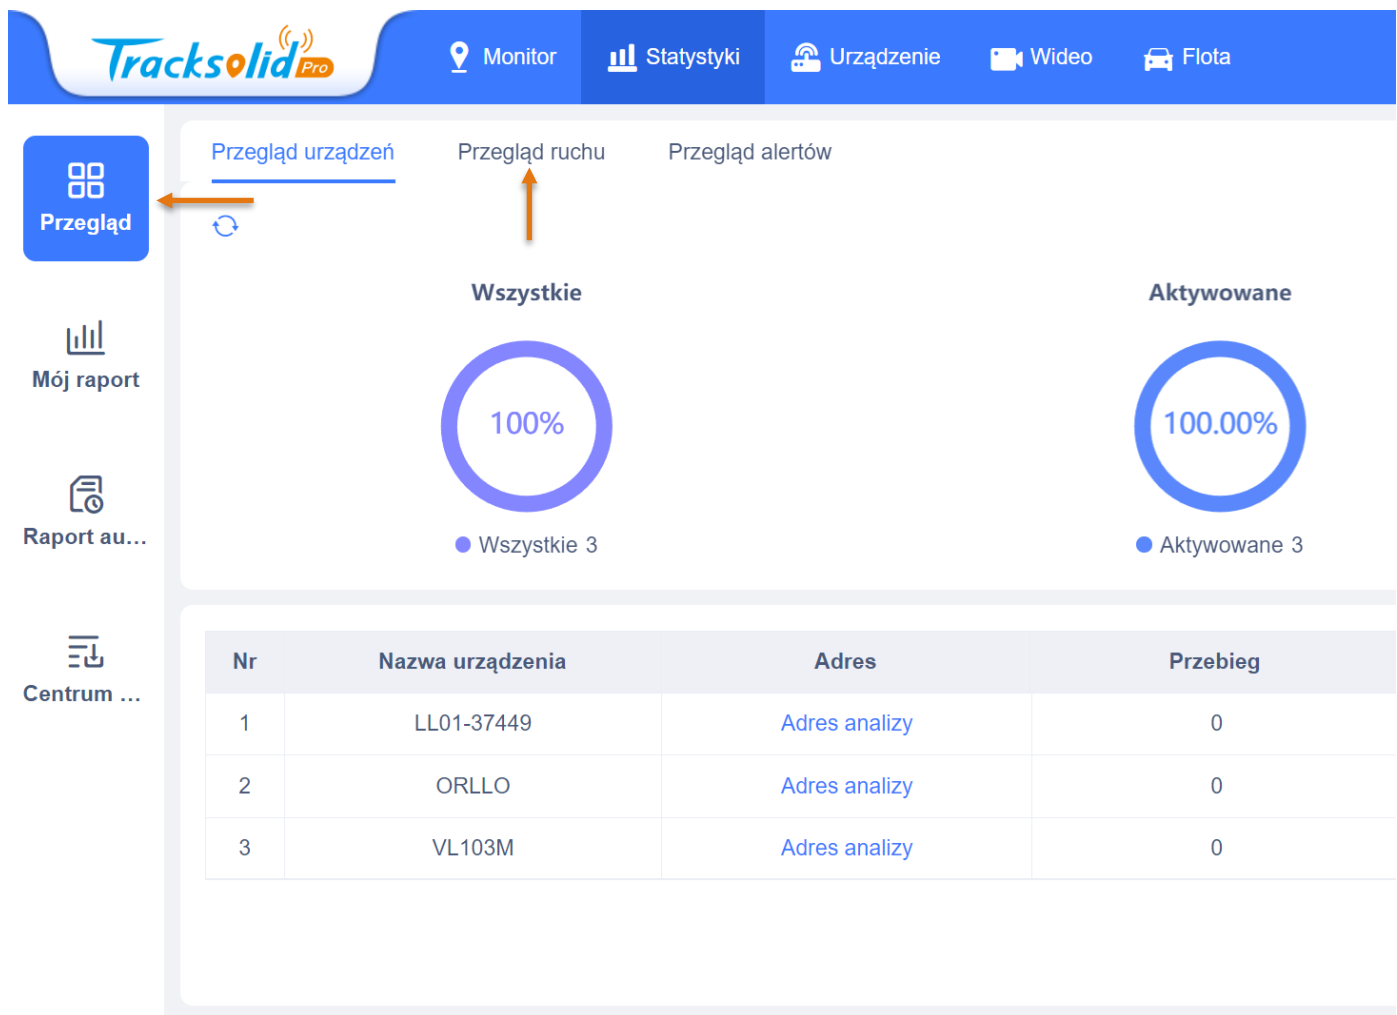 Tracksolid Pro
Monitor Statystyki Urządzenie Wideo Flota
Przegląd
Mój raport
Raport au...
Centrum ...
Przegląd urządzeń Przegląd ruchu Przegląd alertów
Wszystkie Aktywowane
100% 100.00%
Wszystkie 3 Aktywowane 3
Nr Nazwa urządzenia Adres Przebieg
1 LL01-37449 Adres analizy 0
2 ORLLO Adres analizy 0
3 VL103M Adres analizy 0